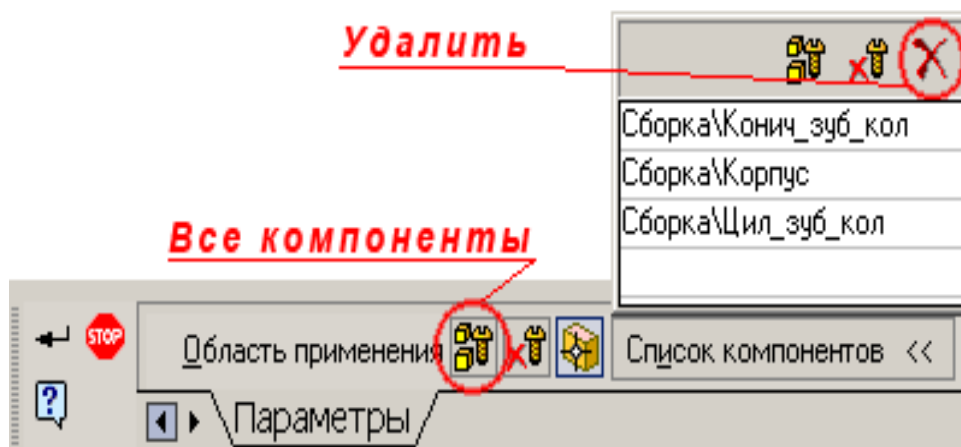 Удалить
Сборка\Конич_зуб_кол
Сборка\Корпус
Сборка\Цил_зуб_кол
Все компоненты
STOP
Область применения
Список компонентов <<
?
Параметры